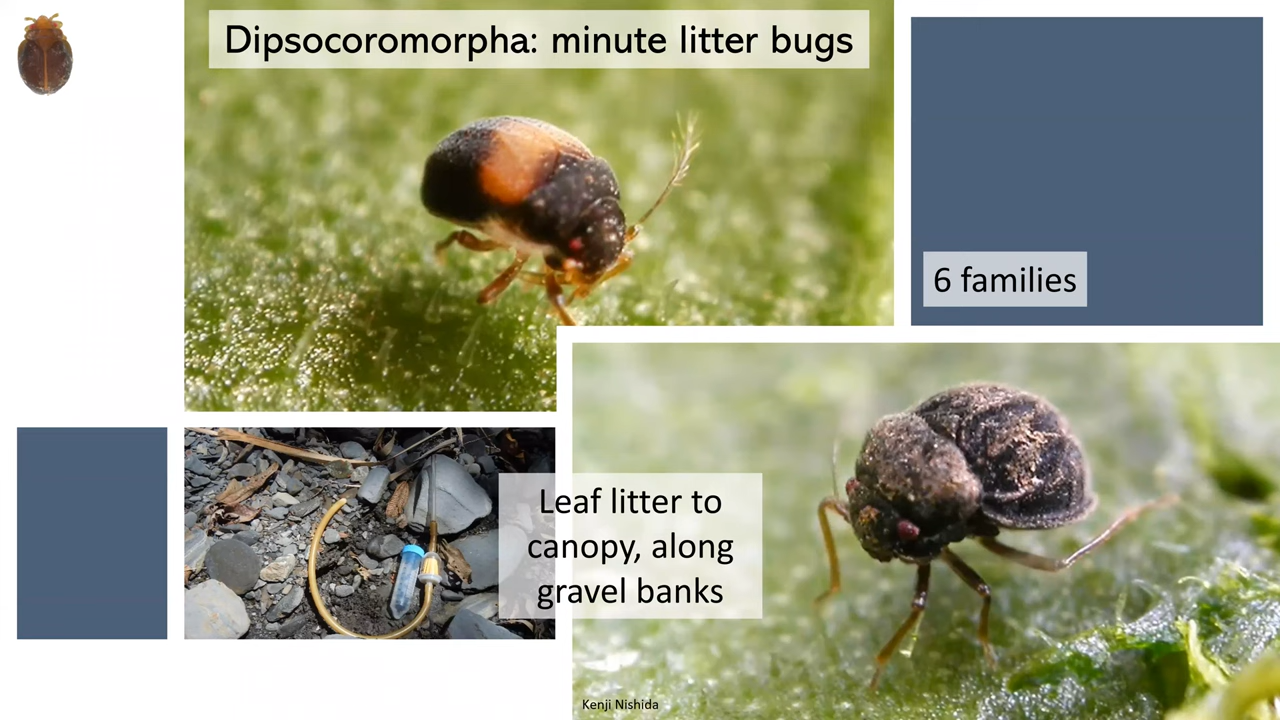 Dipsocoromorpha: minute litter bugs
6 families
Leaf litter to
canopy, along
gravel banks
Kenji Nishida